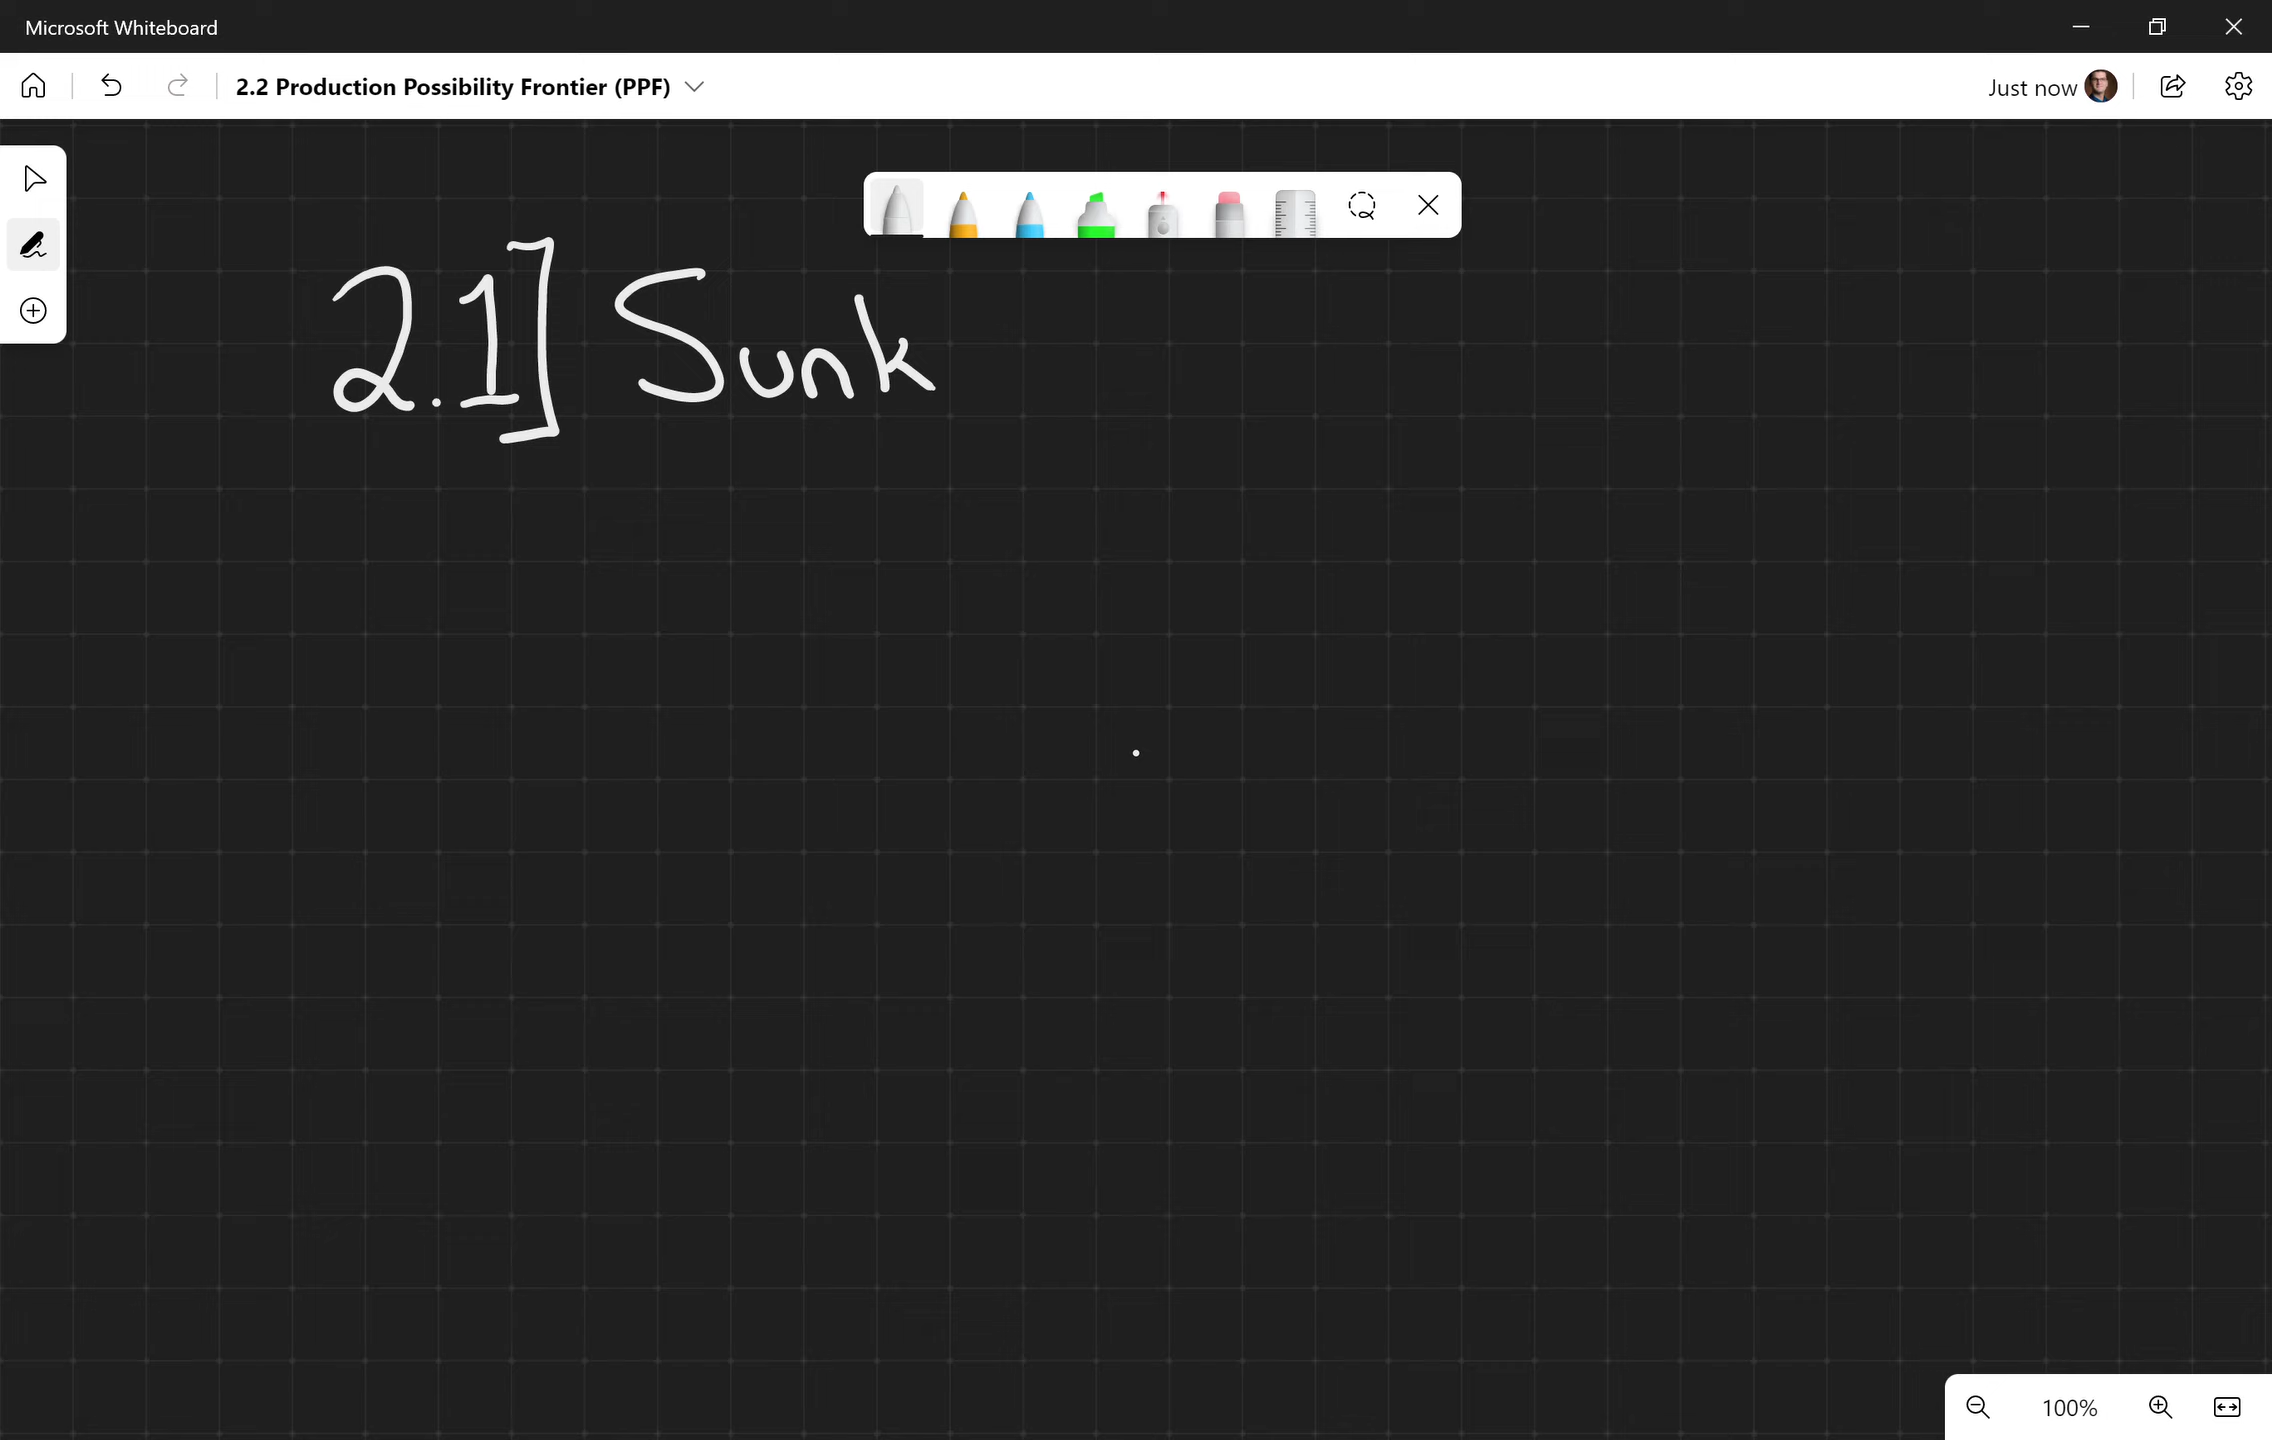 Microsoft Whiteboard
2.2 Production Possibility Frontier (PPF)
Just now
2.1] Sunk
100%